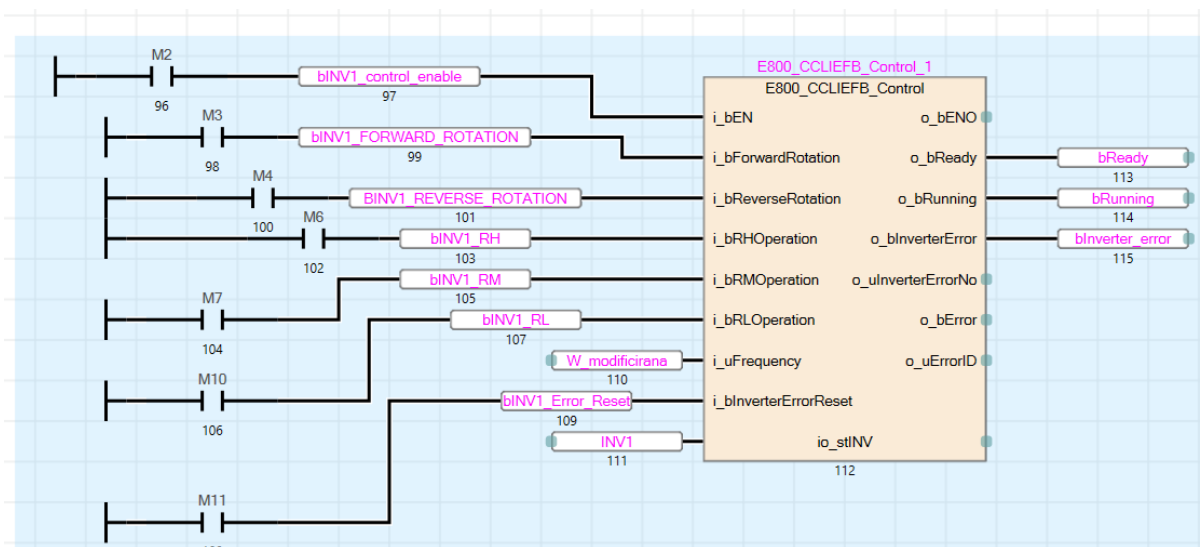 M2
bINV1_control_enable
96
97
E800_CCLIEFB_Control_1
E800_CCLIEFB_Control
i_bEN
o_bENO
M3
bINV1_FORWARD_ROTATION
98
99
i_bForwardRotation
o_bReady
bReady
113
M4
BINV1_REVERSE_ROTATION
100
101
i_bReverseRotation
o_bRunning
bRunning
114
M6
bINV1_RH
102
103
i_bRHOperation
o_bInverterError
bInverter_error
115
bINV1_RM
105
i_bRMOperation
o_uInverterErrorNo
M7
104
bINV1_RL
107
i_bRLOperation
o_bError
W_modificirana
110
i_uFrequency
o_uErrorID
M10
106
bINV1_Error_Reset
109
i_bInverterErrorReset
INV1
111
io_stINV
112
M11